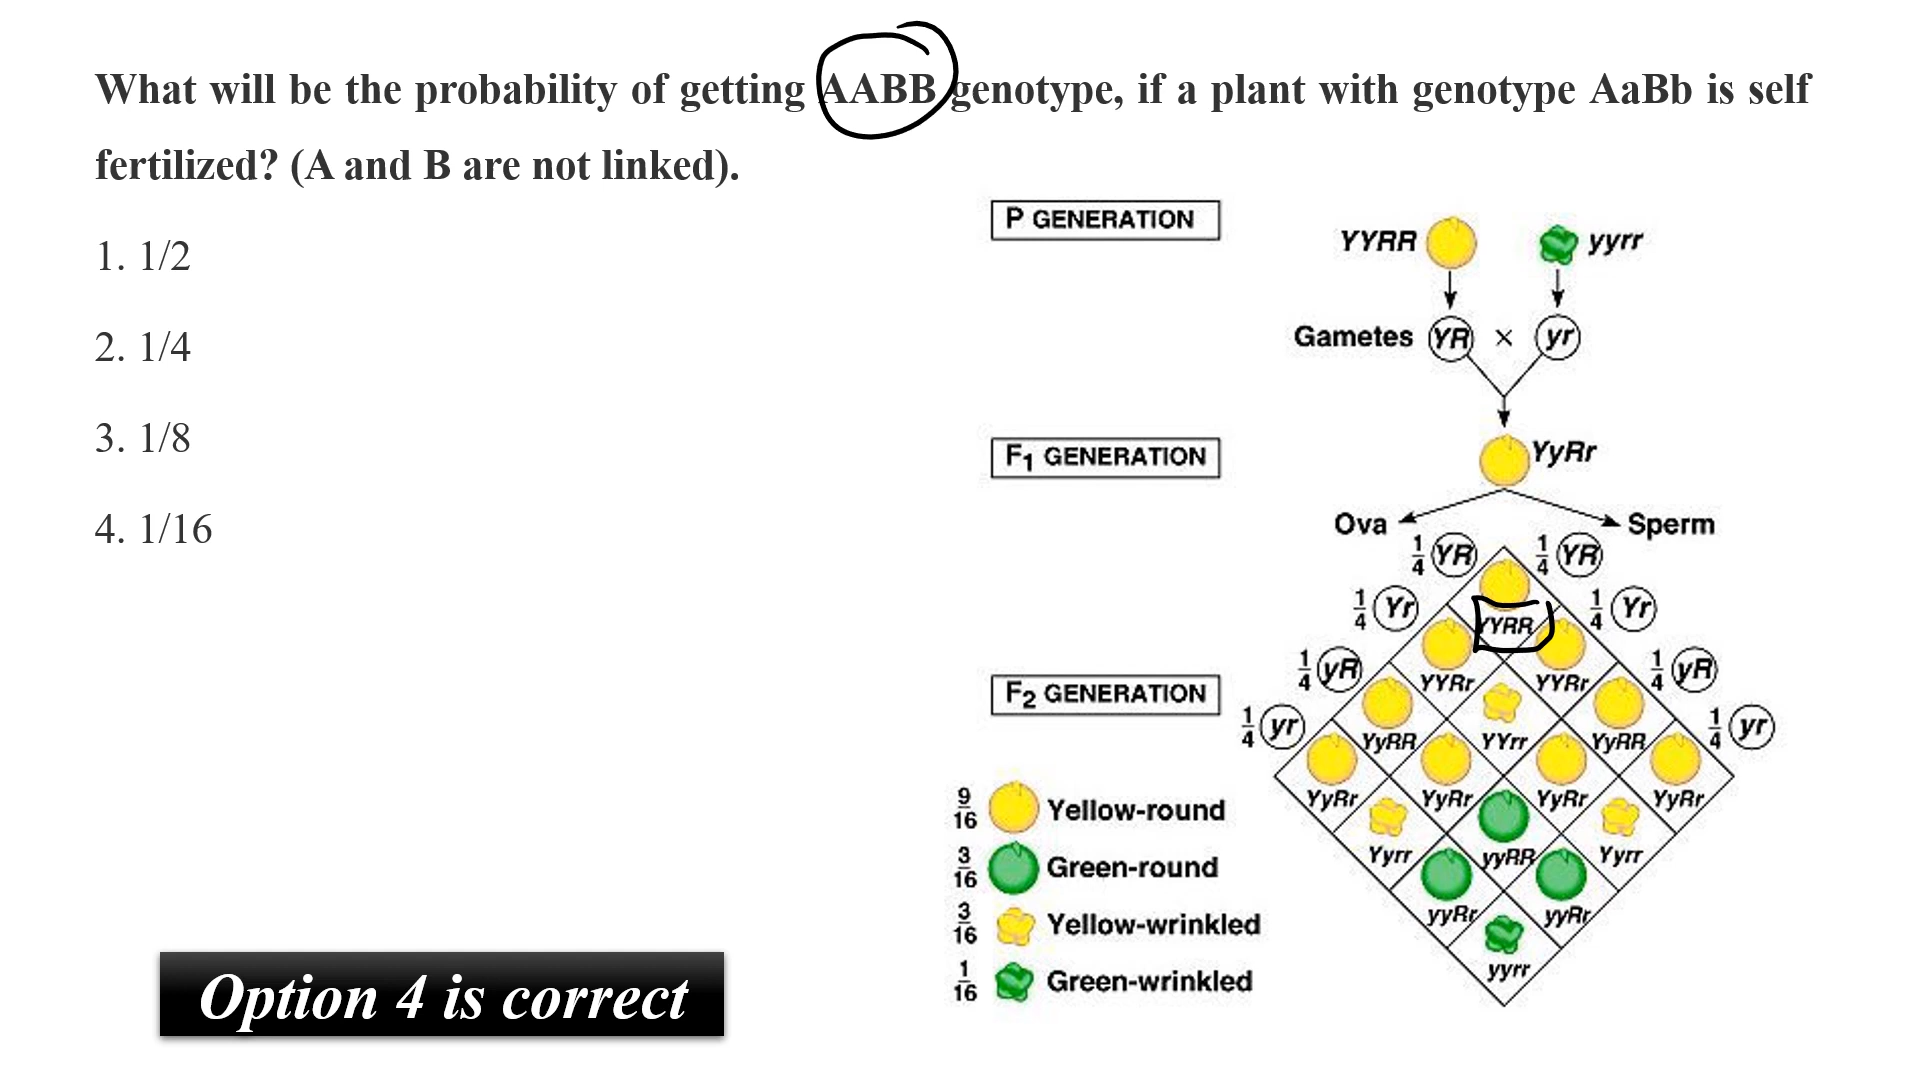 What will be the probability of getting AABB genotype, if a plant with genotype AaBb is self
fertilized? (A and B are not linked).
1. 1/2
2. 1/4
3. 1/8
4. 1/16
P GENERATION
YYRR
yyrr
Gametes YR × yr
F1 GENERATION
YyRr
Ova
Sperm
1/4 YR
1/4 YR
1/4 Yr
1/4 Yr
YYRR
1/4 yR
1/4 yR
YYRr
YYRr
F2 GENERATION
1/4 yr
1/4 yr
YyRR
YYrr
YyRR
YyRr
YyRr
YyRr
YyRr
9/16 Yellow-round
Yyrr
yyRR
Yyrr
3/16 Green-round
yyRr
yyRr
3/16 Yellow-wrinkled
yyrr
1/16 Green-wrinkled
Option 4 is correct